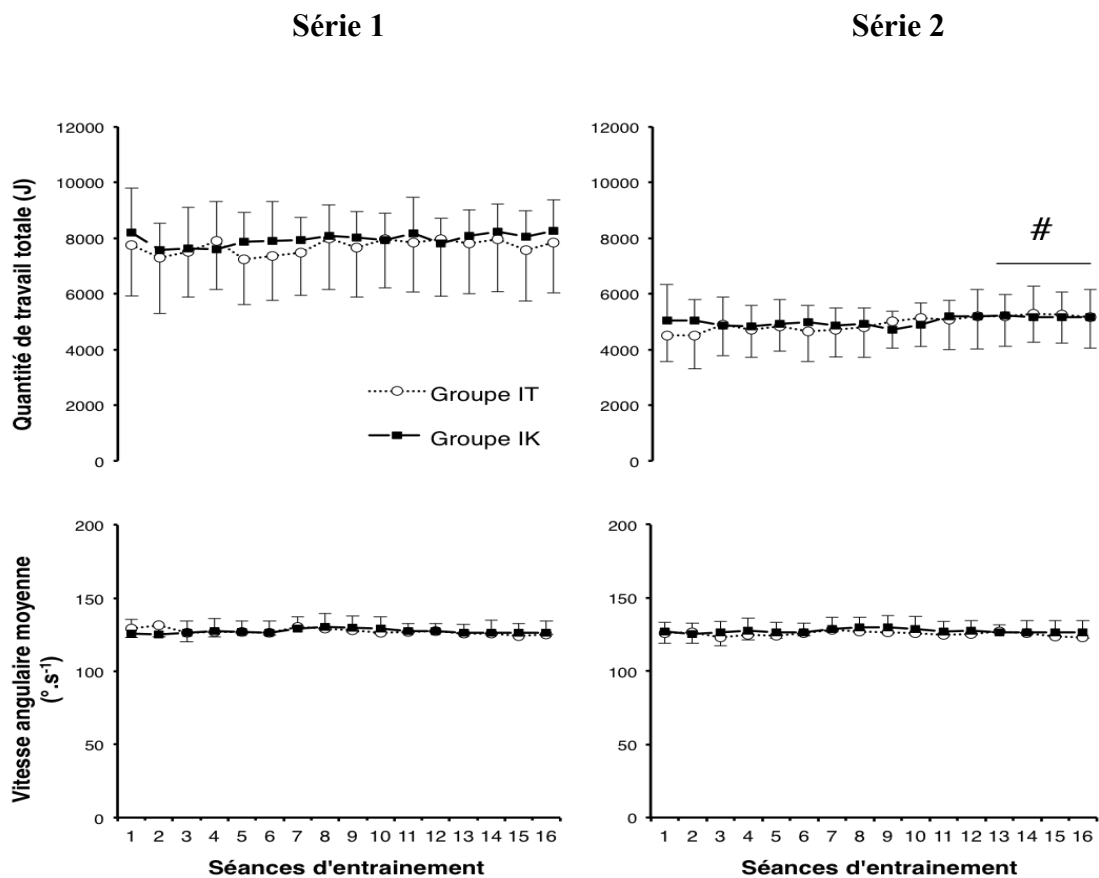 Série 1
Série 2
Quantité de travail totale (J)
12000
10000
8000
6000
4000
2000
0
Groupe IT
Groupe IK
12000
10000
8000
6000
4000
2000
0
#
Vitesse angulaire moyenne
(°.s-1)
200
150
100
50
0
1 2 3 4 5 6 7 8 9 10 11 12 13 14 15 16
Séances d'entrainement
200
150
100
50
0
1 2 3 4 5 6 7 8 9 10 11 12 13 14 15 16
Séances d'entrainement